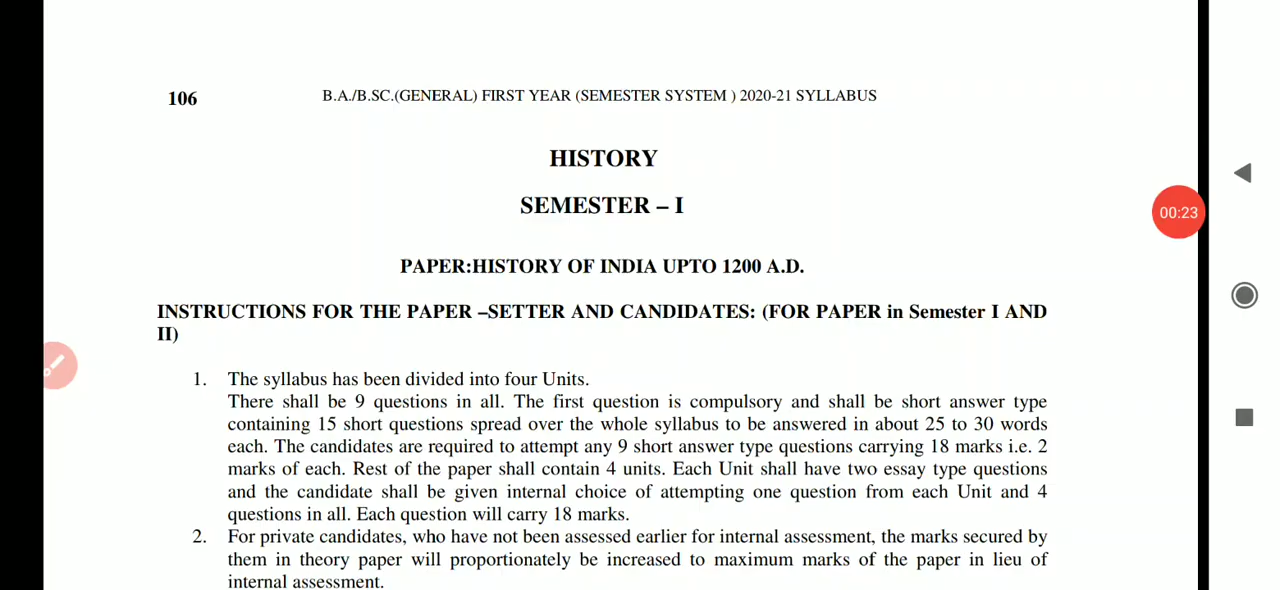 106
B.A./B.SC.(GENERAL) FIRST YEAR (SEMESTER SYSTEM ) 2020-21 SYLLABUS
HISTORY
SEMESTER – I
PAPER:HISTORY OF INDIA UPTO 1200 A.D.
INSTRUCTIONS FOR THE PAPER –SETTER AND CANDIDATES: (FOR PAPER in Semester I AND
II)
1. The syllabus has been divided into four Units.
There shall be 9 questions in all. The first question is compulsory and shall be short answer type
containing 15 short questions spread over the whole syllabus to be answered in about 25 to 30 words
each. The candidates are required to attempt any 9 short answer type questions carrying 18 marks i.e. 2
marks of each. Rest of the paper shall contain 4 units. Each Unit shall have two essay type questions
and the candidate shall be given internal choice of attempting one question from each Unit and 4
questions in all. Each question will carry 18 marks.
2. For private candidates, who have not been assessed earlier for internal assessment, the marks secured by
them in theory paper will proportionately be increased to maximum marks of the paper in lieu of
internal assessment.
00:23